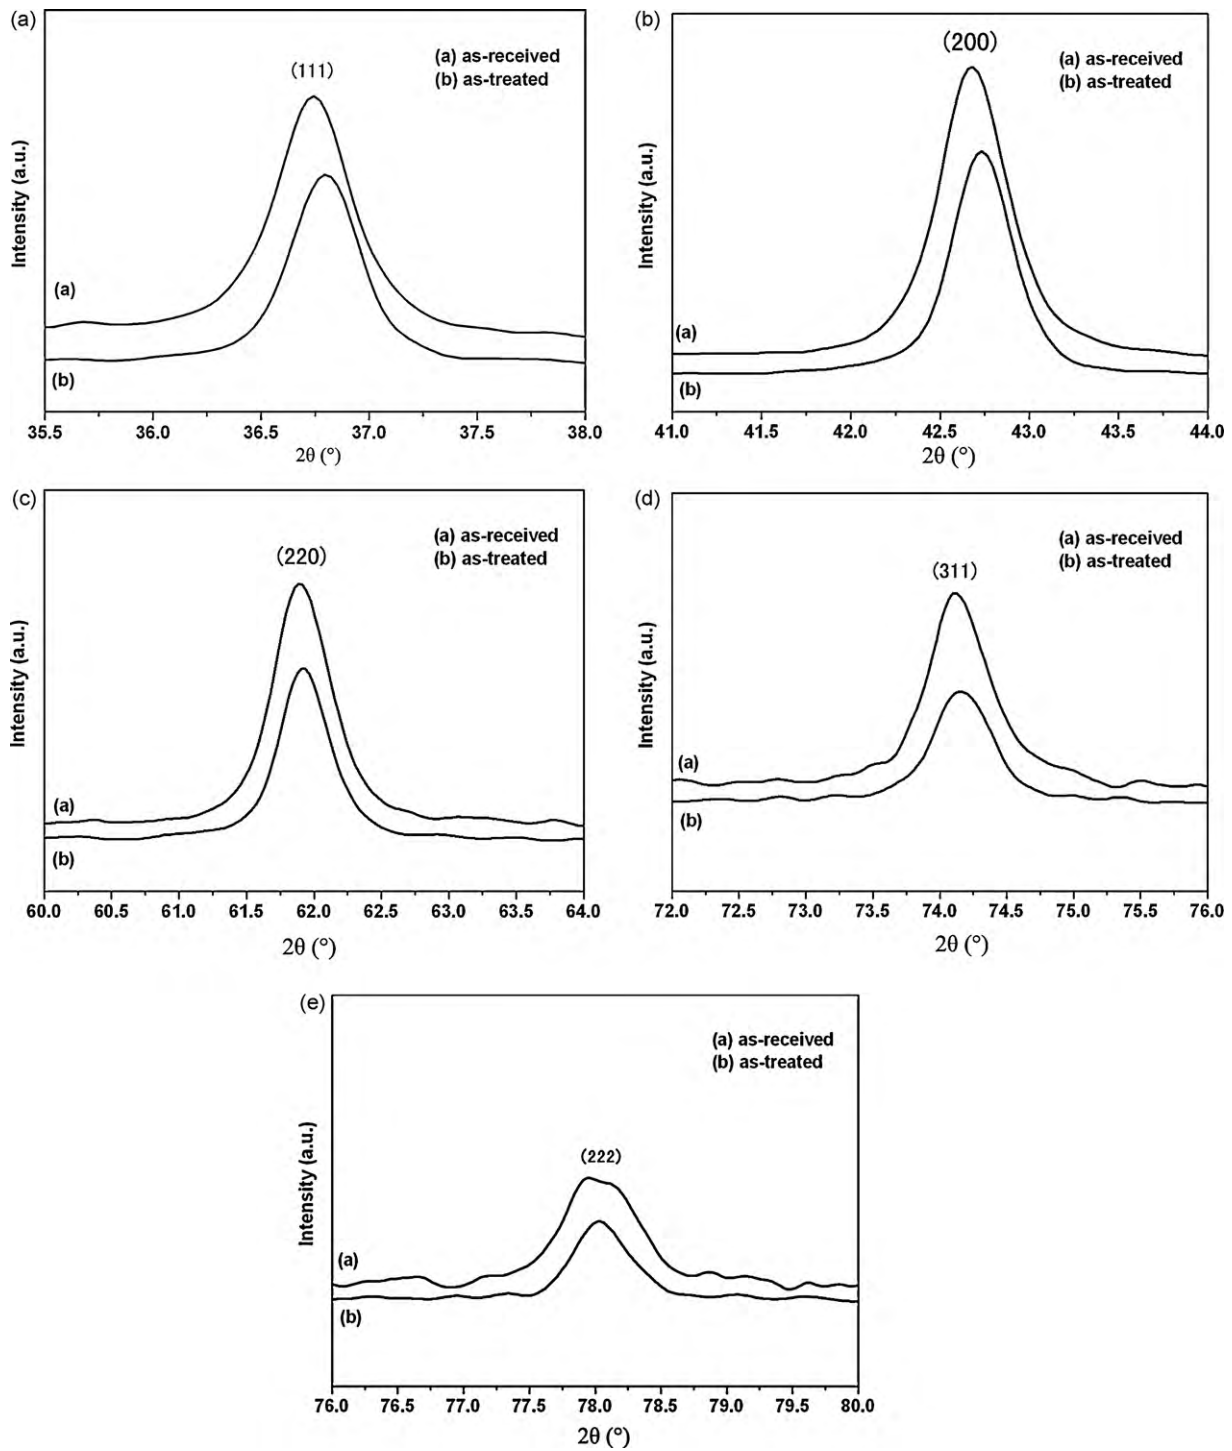 (a)
(111)
(a) as-received
(b) as-treated
Intensity (a.u.)
(a)
(b)
35.5 36.0 36.5 37.0 37.5 38.0
2θ (°)
(b)
(200)
(a) as-received
(b) as-treated
Intensity (a.u.)
(a)
(b)
41.0 41.5 42.0 42.5 43.0 43.5 44.0
2θ (°)
(c)
(220)
(a) as-received
(b) as-treated
Intensity (a.u.)
(a)
(b)
60.0 60.5 61.0 61.5 62.0 62.5 63.0 63.5 64.0
2θ (°)
(d)
(311)
(a) as-received
(b) as-treated
Intensity (a.u.)
(a)
(b)
72.0 72.5 73.0 73.5 74.0 74.5 75.0 75.5 76.0
2θ (°)
(e)
(222)
(a) as-received
(b) as-treated
Intensity (a.u.)
(a)
(b)
76.0 76.5 77.0 77.5 78.0 78.5 79.0 79.5 80.0
2θ (°)